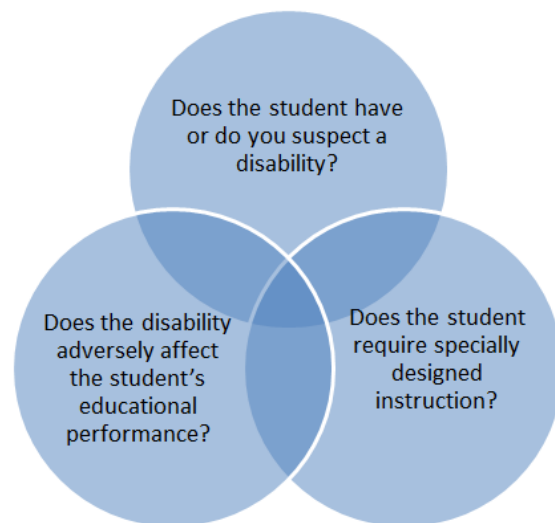 Does the student have
or do you suspect a
disability?
Does the disability
adversely affect
the student’s
educational
performance?
Does the student
require specially
designed
instruction?